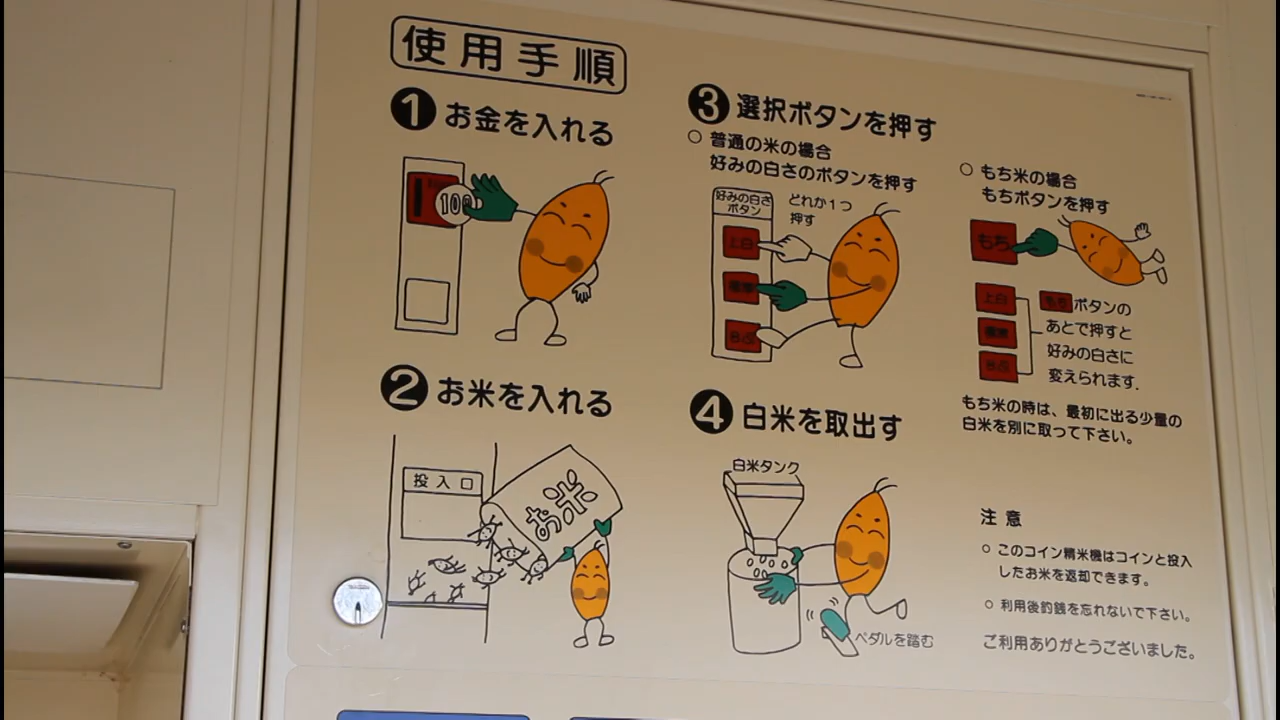 使用手順
1 お金を入れる
100
2 お米を入れる
投入口
お米
3 選択ボタンを押す
○ 普通の米の場合
好みの白さのボタンを押す
好みの白さ
ボタン
どれか1つ
押す
上白
標準
8ぶ
○ もち米の場合
もちボタンを押す
もち
上白
標準
8ぶ
もちボタンの
あとで押すと
好みの白さに
変えられます.
もち米の時は、最初に出る少量の
白米を別に取って下さい。
4 白米を取出す
白米タンク
ペダルを踏む
注意
○ このコイン精米機はコインと投入
したお米を返却できます。
○ 利用後釣銭を忘れないで下さい。
ご利用ありがとうございました。